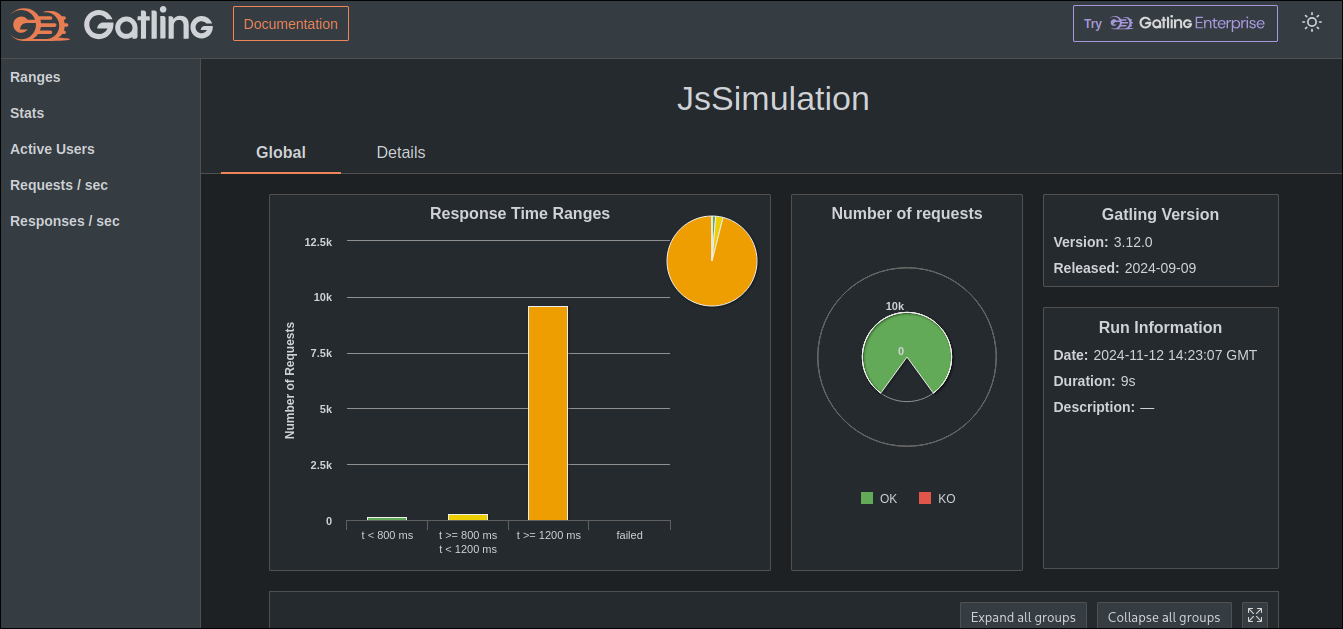 Gatling
Documentation
Try Gatling Enterprise
Ranges
Stats
Active Users
Requests / sec
Responses / sec
JsSimulation
Global
Details
Response Time Ranges
Number of Requests
12.5k
10k
7.5k
5k
2.5k
0
t < 800 ms
t >= 800 ms
t < 1200 ms
t >= 1200 ms
failed
Number of requests
10k
0
OK
KO
Gatling Version
Version: 3.12.0
Released: 2024-09-09
Run Information
Date: 2024-11-12 14:23:07 GMT
Duration: 9s
Description: —
Expand all groups
Collapse all groups